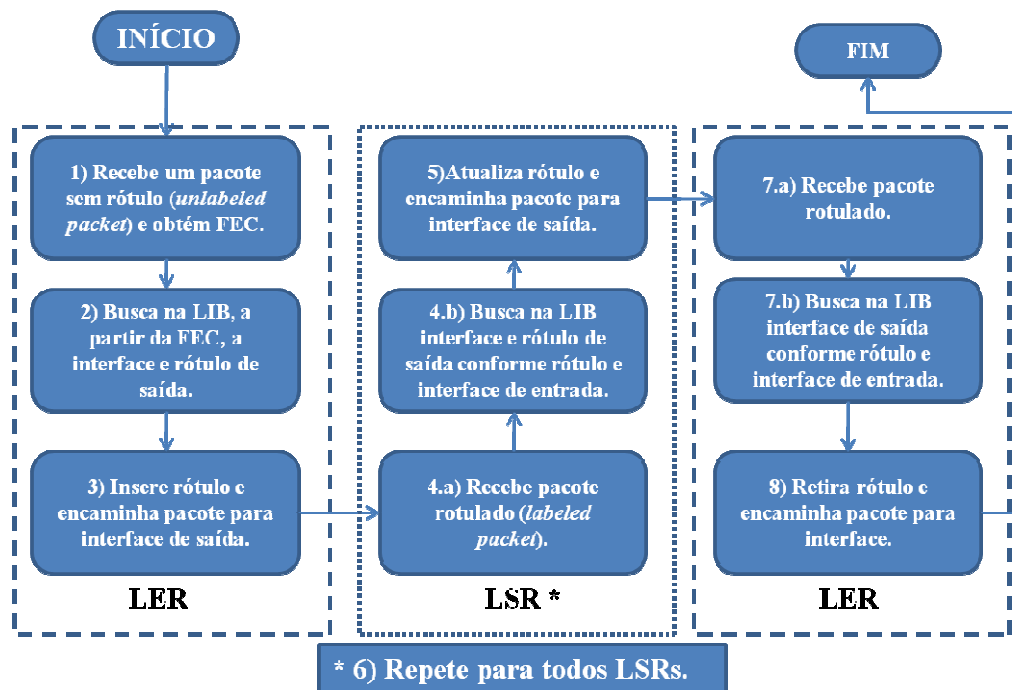 INÍCIO
FIM
1) Recebe um pacote
sem rótulo (unlabeled
packet) e obtém FEC.
2) Busca na LIB, a
partir da FEC, a
interface e rótulo de
saída.
3) Insere rótulo e
encaminha pacote para
interface de saída.
LER
5)Atualiza rótulo e
encaminha pacote para
interface de saída.
4.b) Busca na LIB
interface e rótulo de
saída conforme rótulo e
interface de entrada.
4.a) Recebe pacote
rotulado (labeled
packet).
LSR *
7.a) Recebe pacote
rotulado.
7.b) Busca na LIB
interface de saída
conforme rótulo e
interface de entrada.
8) Retira rótulo e
encaminha pacote para
interface.
LER
* 6) Repete para todos LSRs.